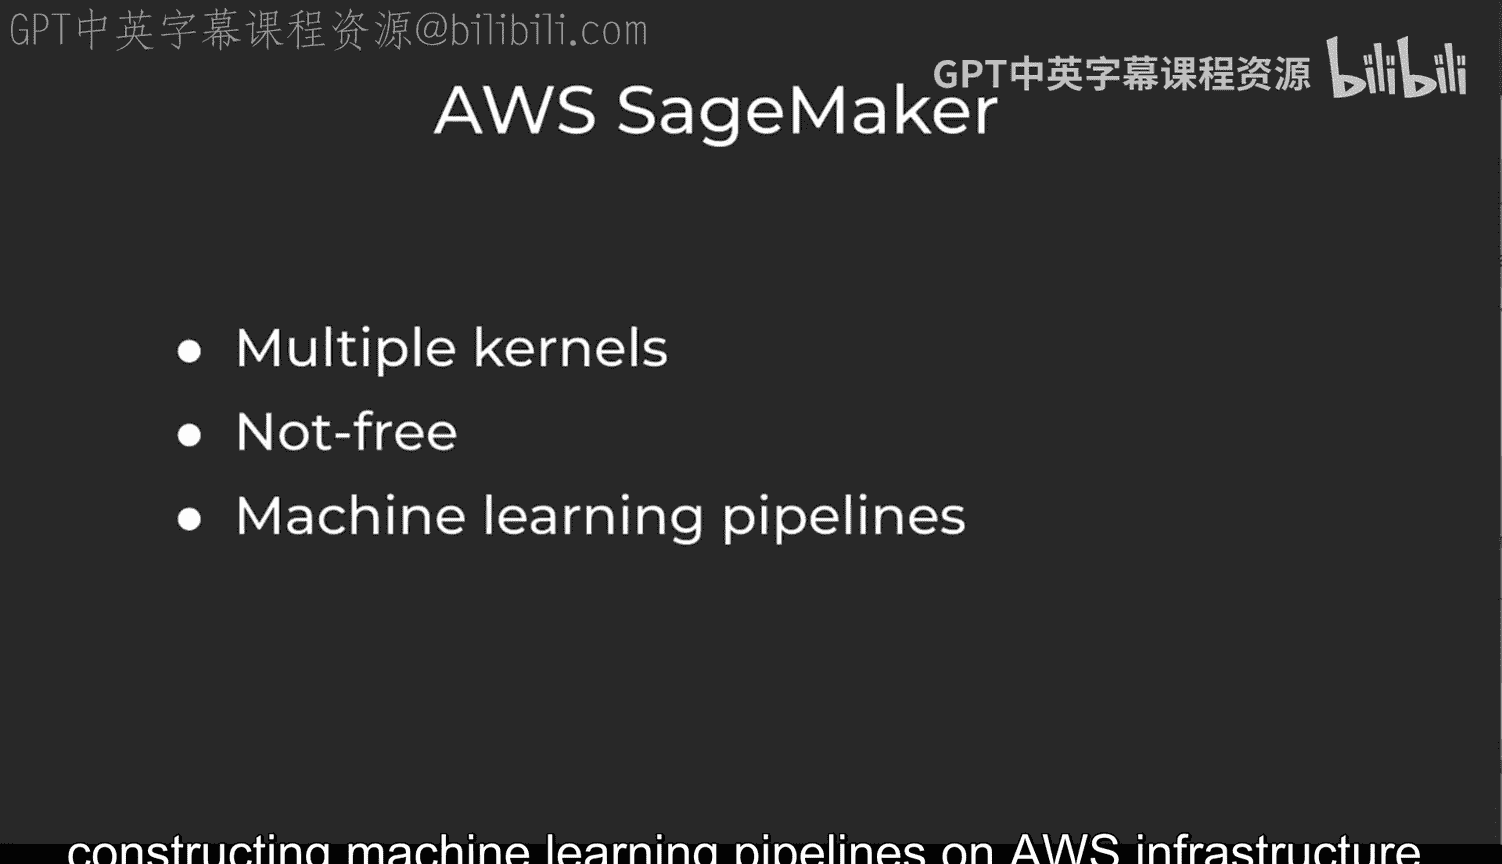 GPT中英字幕课程资源@bilibili.com
GPT中英字幕课程资源 bilibili
AWS SageMaker
● Multiple kernels
● Not-free
● Machine learning pipelines
constructing machine learning pipelines on AWS infrastructure